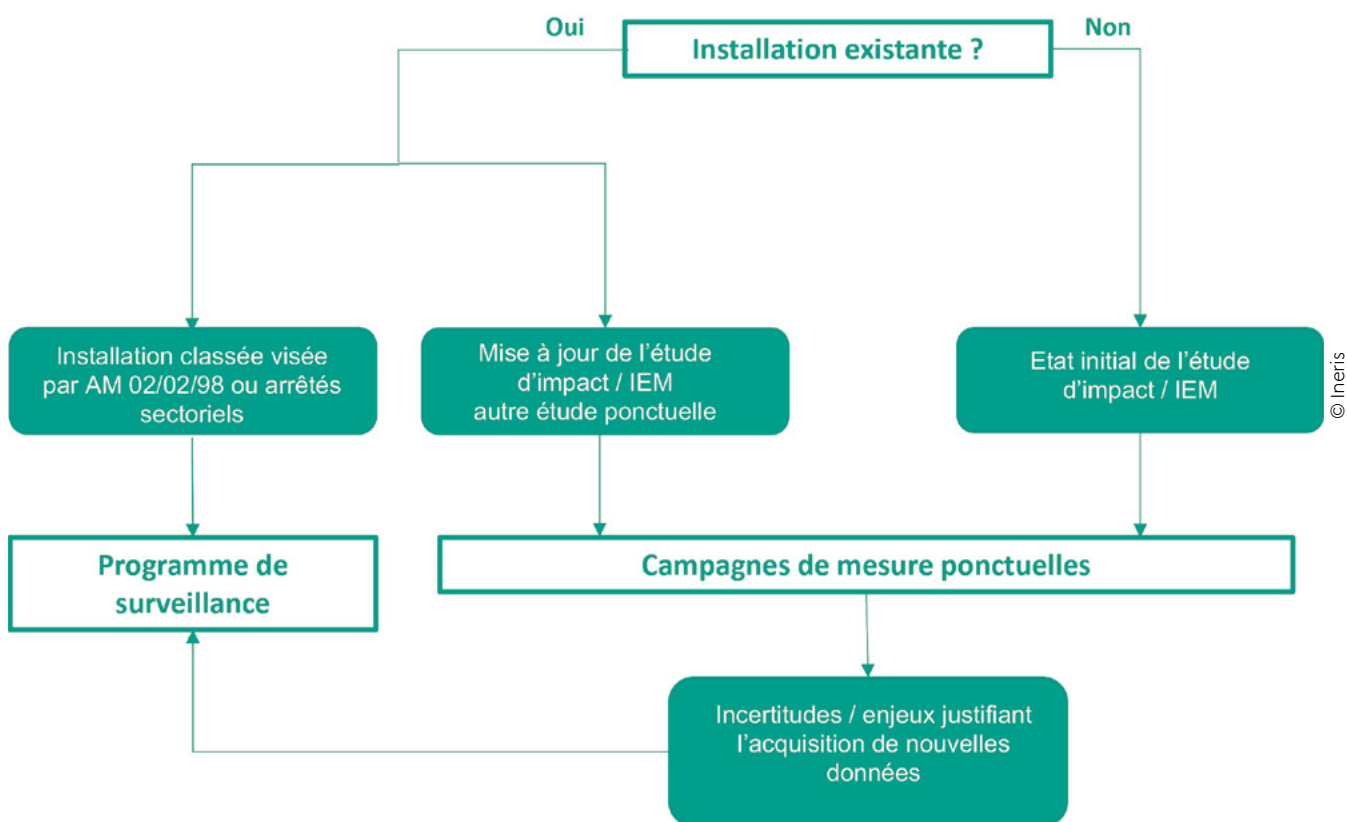 Oui
Installation existante ?
Non
Installation classée visée
par AM 02/02/98 ou arrêtés
sectoriels
Mise à jour de l’étude
d’impact / IEM
autre étude ponctuelle
Etat initial de l’étude
d’impact / IEM
© Ineris
Programme de
surveillance
Campagnes de mesure ponctuelles
Incertitudes / enjeux justifiant
l’acquisition de nouvelles
données